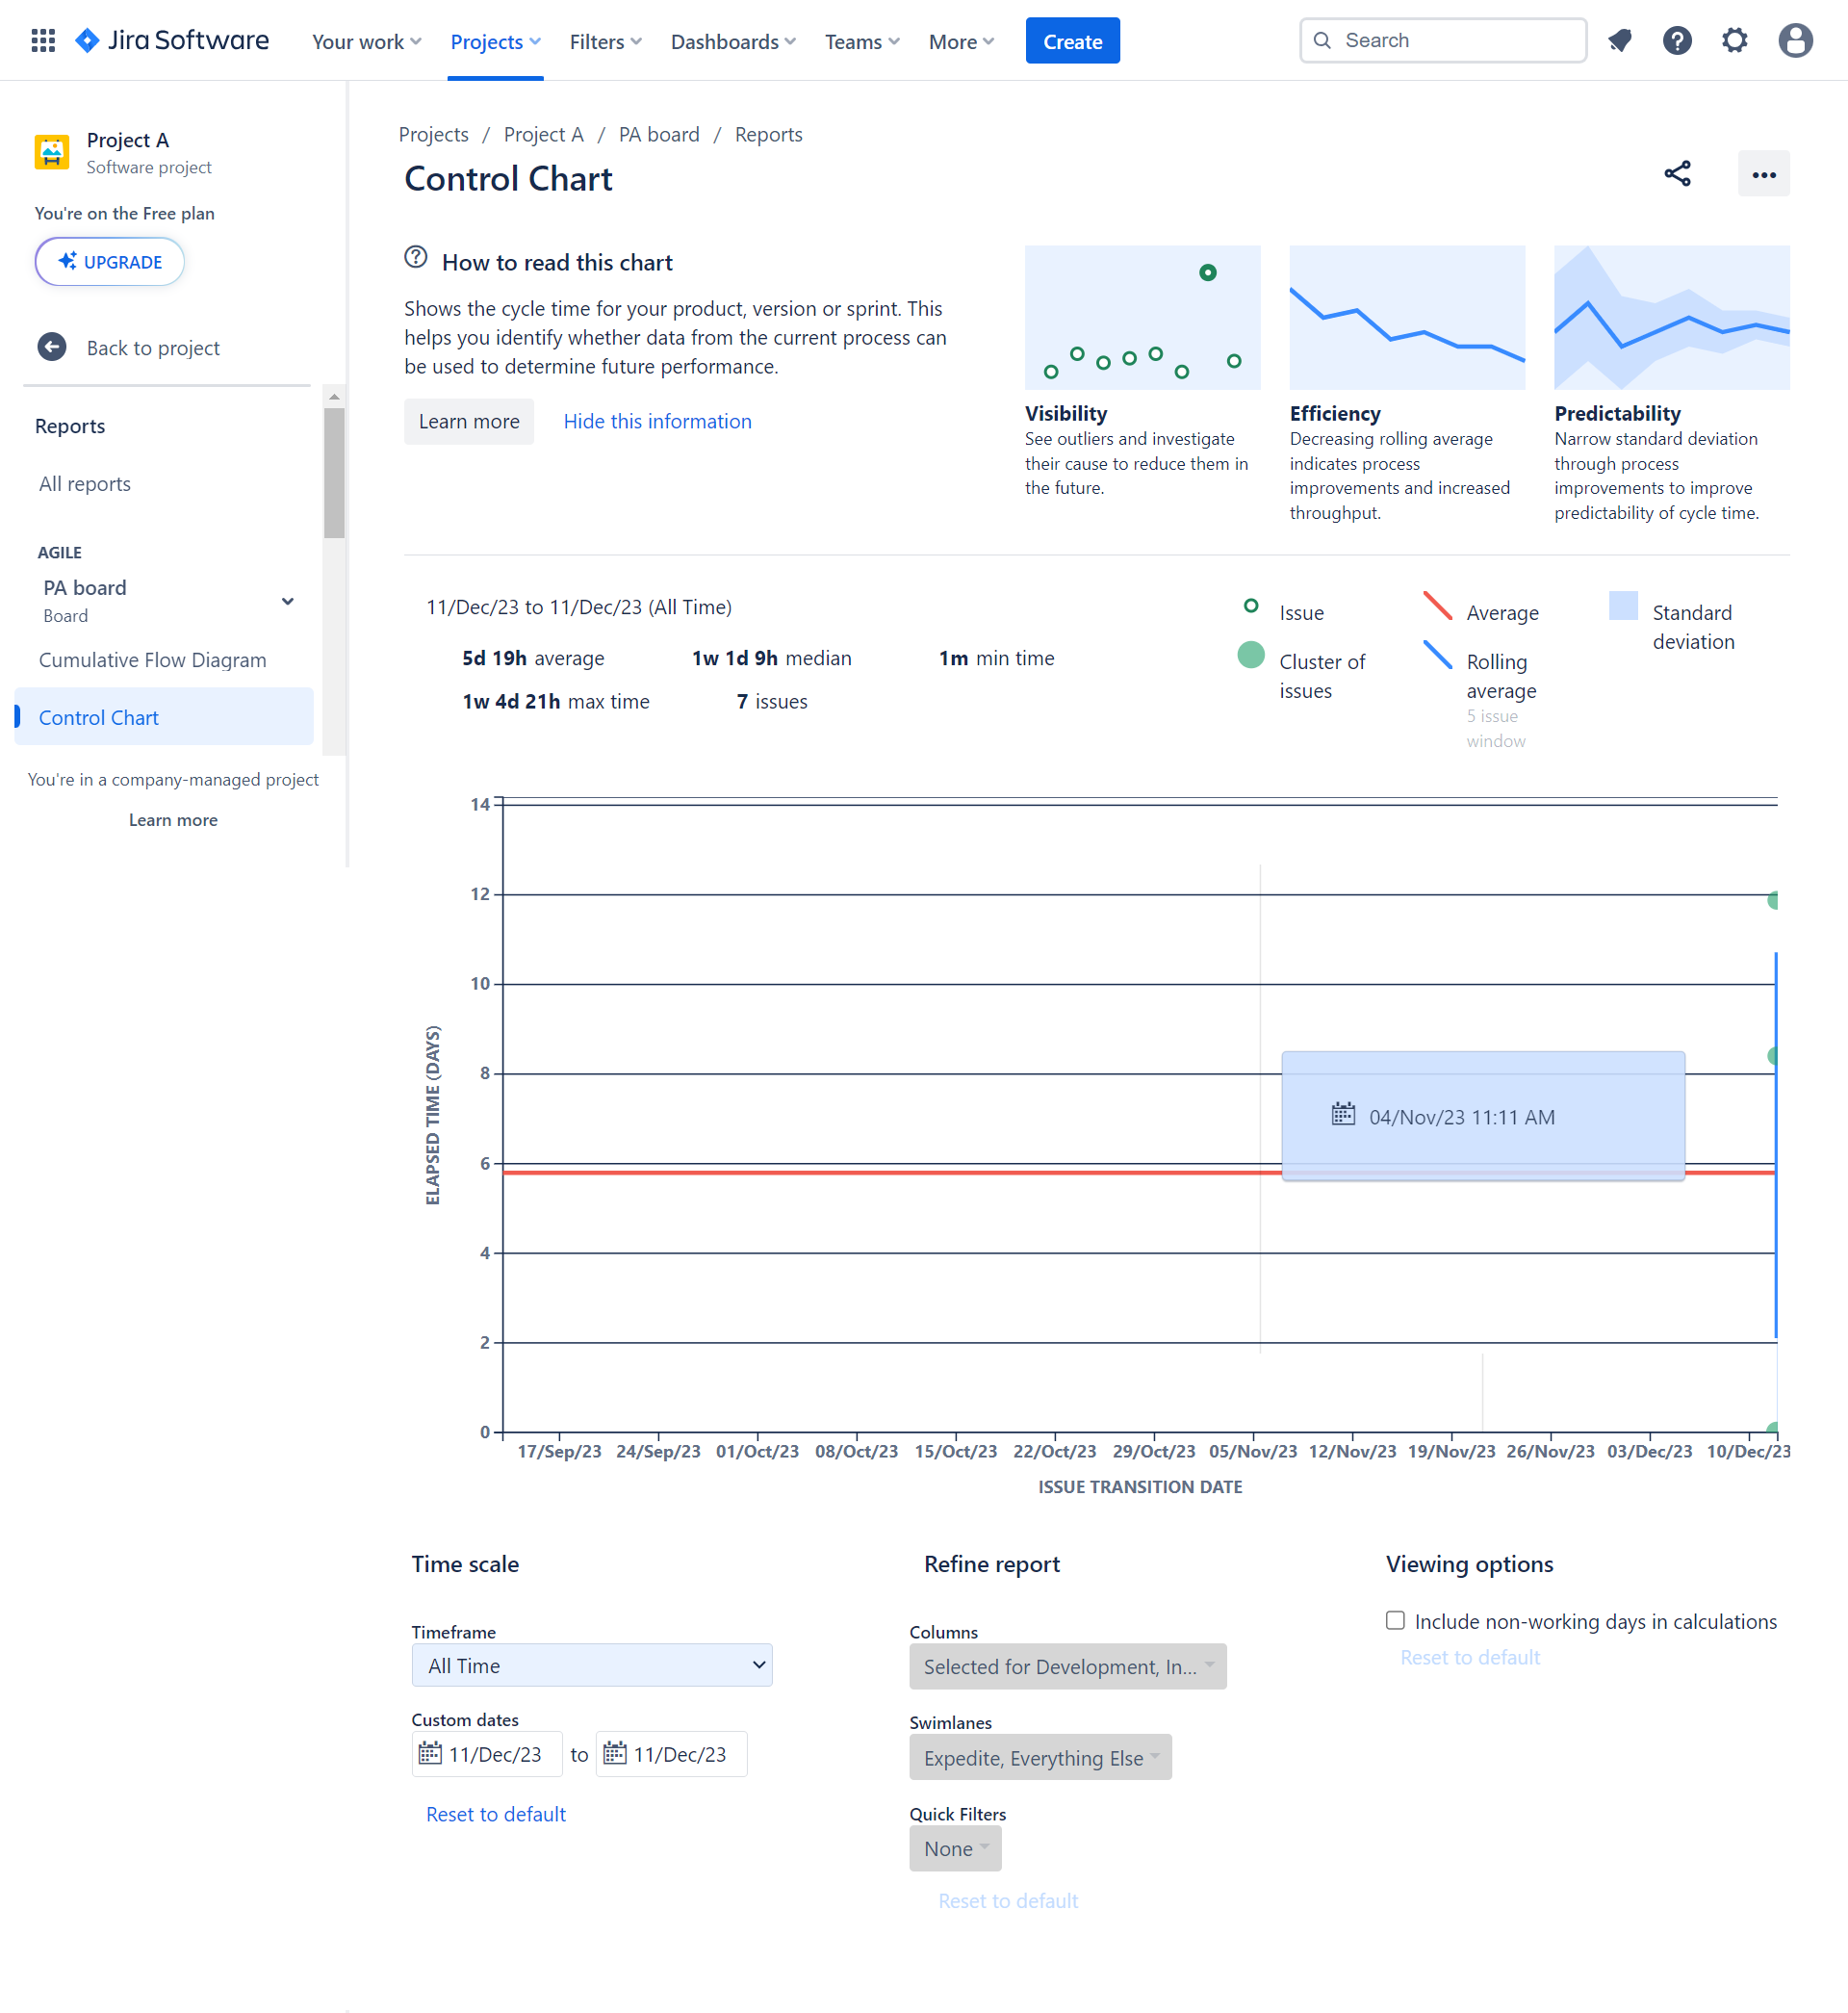 Jira Software
Your work
Projects
Filters
Dashboards
Teams
More
Create
Search
Project A
Software project
You're on the Free plan
UPGRADE
Back to project
Reports
All reports
AGILE
PA board
Board
Cumulative Flow Diagram
Control Chart
You're in a company-managed project
Learn more
Projects / Project A / PA board / Reports
Control Chart
How to read this chart
Shows the cycle time for your product, version or sprint. This
helps you identify whether data from the current process can
be used to determine future performance.
Learn more
Hide this information
Visibility
See outliers and investigate
their cause to reduce them in
the future.
Efficiency
Decreasing rolling average
indicates process
improvements and increased
throughput.
Predictability
Narrow standard deviation
through process
improvements to improve
predictability of cycle time.
11/Dec/23 to 11/Dec/23 (All Time)
5d 19h average
1w 1d 9h median
1m min time
1w 4d 21h max time
7 issues
Issue
Cluster of
issues
Average
Rolling
average
5 issue
window
Standard
deviation
14
12
10
8
6
4
2
0
ELAPSED TIME (DAYS)
04/Nov/23 11:11 AM
17/Sep/23
24/Sep/23
01/Oct/23
08/Oct/23
15/Oct/23
22/Oct/23
29/Oct/23
05/Nov/23
12/Nov/23
19/Nov/23
26/Nov/23
03/Dec/23
10/Dec/23
ISSUE TRANSITION DATE
Time scale
Timeframe
All Time
Custom dates
11/Dec/23 to 11/Dec/23
Reset to default
Refine report
Columns
Selected for Development, In...
Swimlanes
Expedite, Everything Else
Quick Filters
None
Reset to default
Viewing options
Include non-working days in calculations
Reset to default